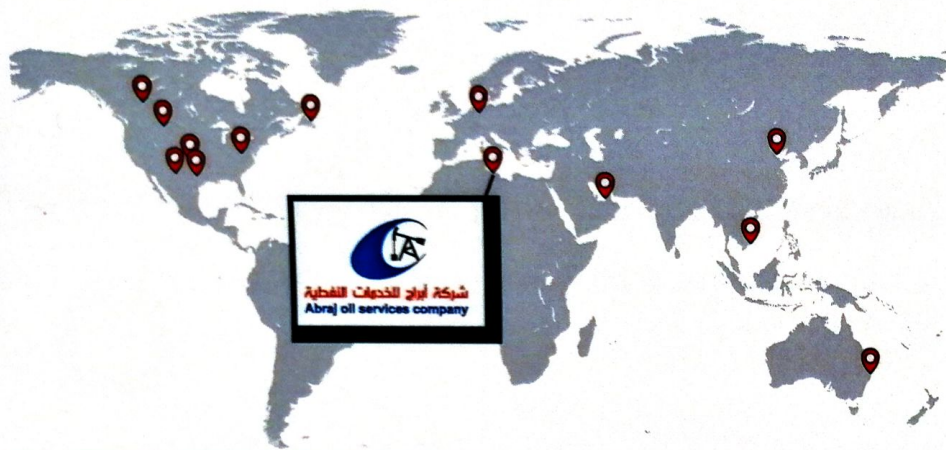 شركة أبراج للخدمات النفطية
Abraj oil services company